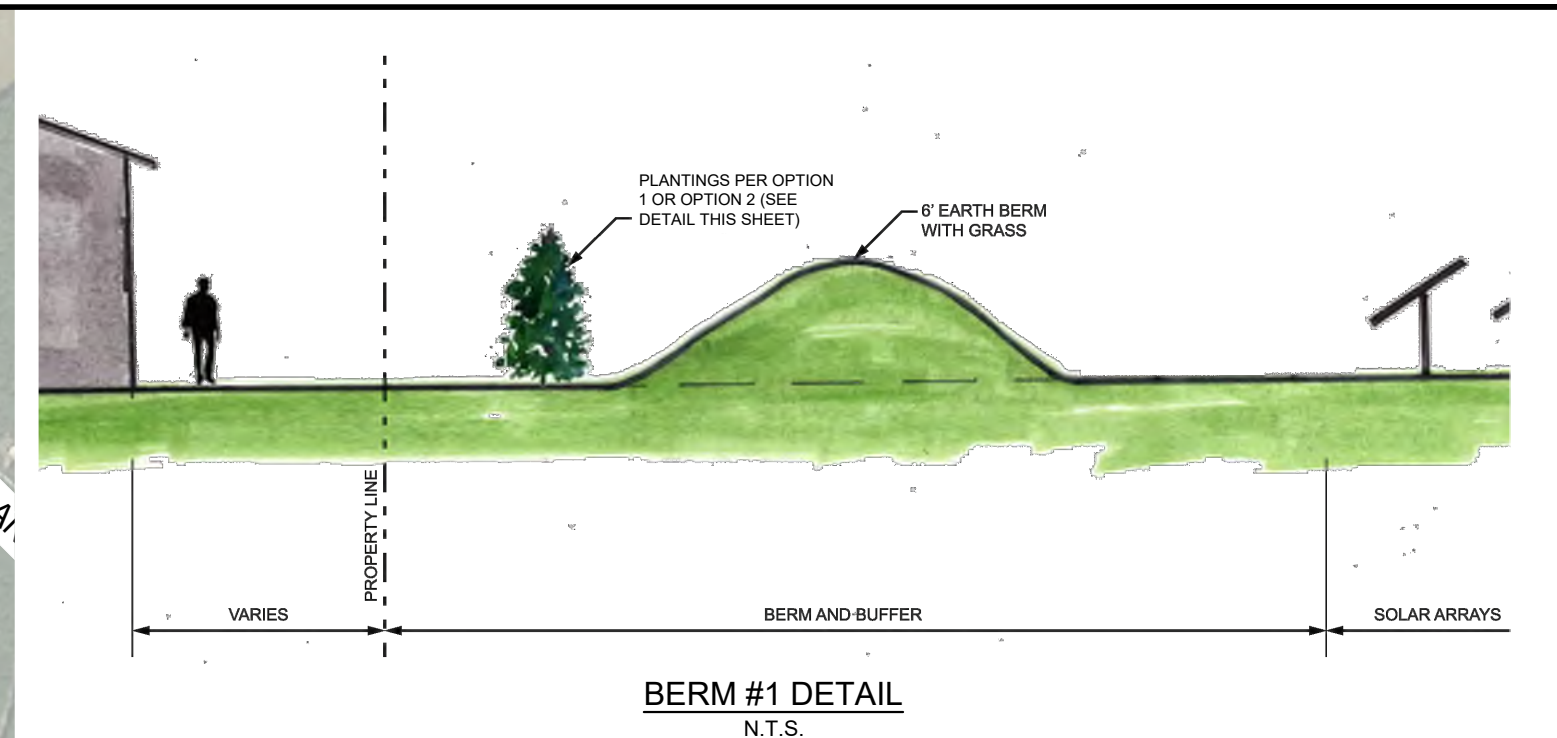 PLANTINGS PER OPTION
1 OR OPTION 2 (SEE
DETAIL THIS SHEET)
6' EARTH BERM
WITH GRASS
PROPERTY LINE
VARIES
BERM AND BUFFER
SOLAR ARRAYS
BERM #1 DETAIL
N.T.S.